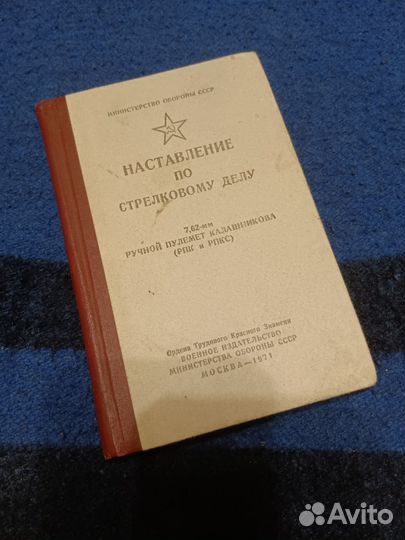 МИНИСТЕРСТВО ОБОРОНЫ СССР
НАСТАВЛЕНИЕ
ПО
СТРЕЛКОВОМУ ДЕЛУ
7,62-мм
РУЧНОЙ ПУЛЕМЕТ КАЛАШНИКОВА
(РПК и РПКС)
Ордена Трудового Красного Знамени
ВОЕННОЕ ИЗДАТЕЛЬСТВО
МИНИСТЕРСТВА ОБОРОНЫ СССР
МОСКВА—1971
Avito